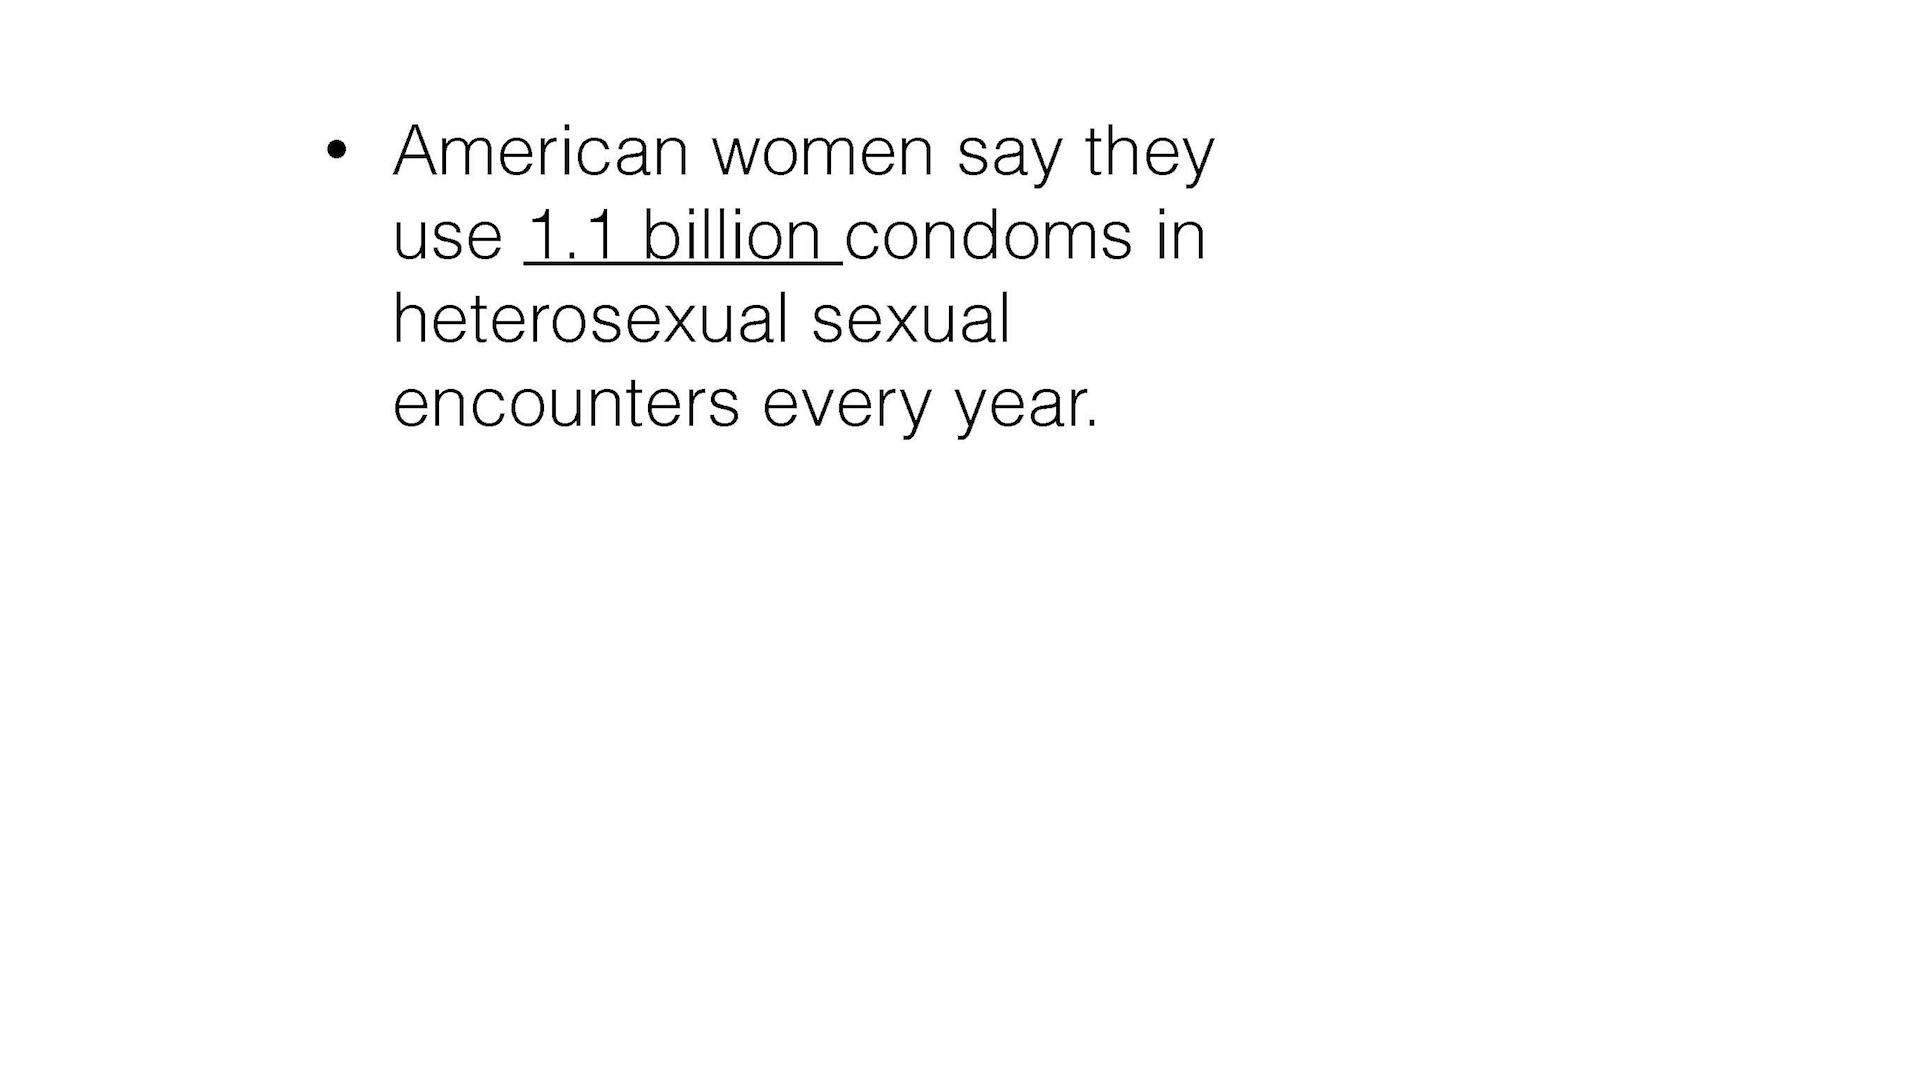 • American women say they
use 1.1 billion condoms in
heterosexual sexual
encounters every year.